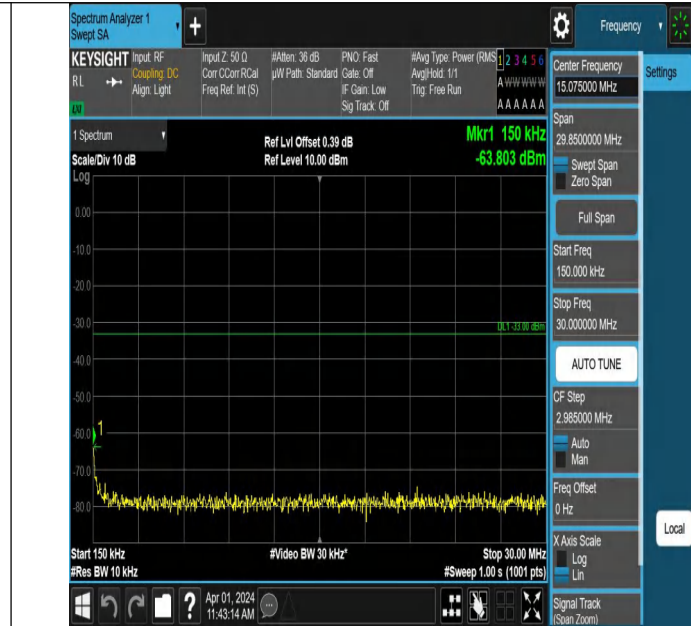 Spectrum Analyzer 1
Swept SA
Frequency
KEYSIGHT
RL
LXI
Input: RF
Coupling: DC
Align: Light
Input Z: 50 Ω
Corr CCorr RCal
Freq Ref: Int (S)
#Atten: 36 dB
µW Path: Standard
PNO: Fast
Gate: Off
IF Gain: Low
Sig Track: Off
#Avg Type: Power (RMS
Avg|Hold: 1/1
Trig: Free Run
1 2 3 4 5 6
A W W W W W
A A A A A A
1 Spectrum
Scale/Div 10 dB
Ref Lvl Offset 0.39 dB
Ref Level 10.00 dBm
Mkr1 150 kHz
-63.803 dBm
Log
0.00
-10.0
-20.0
-30.0
DL1 -33.00 dBm
-40.0
-50.0
-60.0
1
-70.0
-80.0
Start 150 kHz
#Res BW 10 kHz
#Video BW 30 kHz*
Stop 30.00 MHz
#Sweep 1.00 s (1001 pts)
Apr 01, 2024
11:43:14 AM
Center Frequency
15.075000 MHz
Settings
Span
29.8500000 MHz
Swept Span
Zero Span
Full Span
Start Freq
150.000 kHz
Stop Freq
30.000000 MHz
AUTO TUNE
CF Step
2.985000 MHz
Auto
Man
Freq Offset
0 Hz
X Axis Scale
Log
Lin
Local
Signal Track
(Span Zoom)